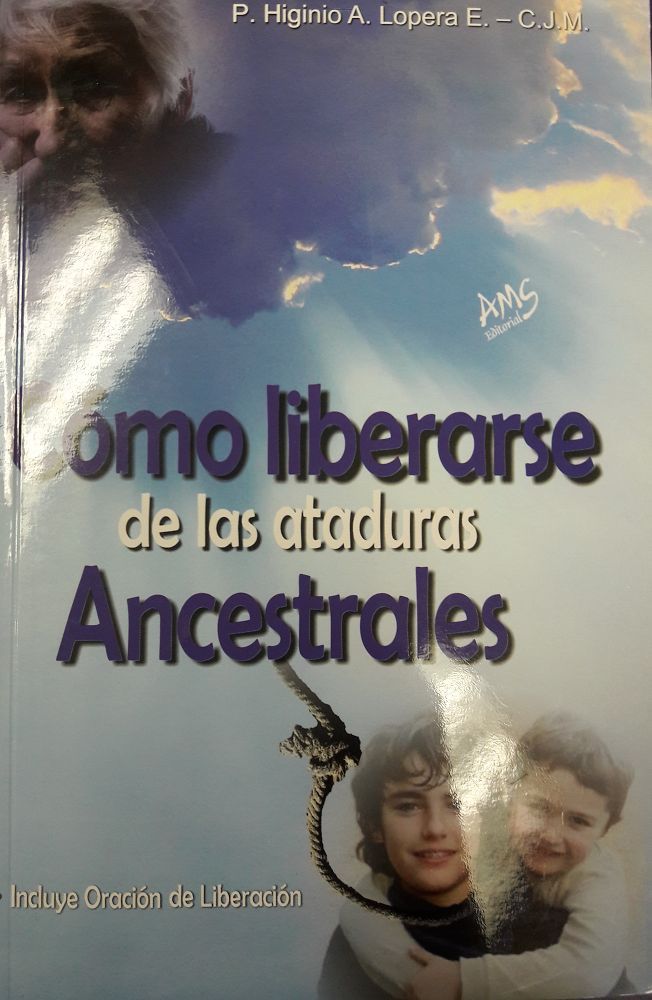 P. Higinio A. Lopera E. – C.J.M.
AMS
Editorial
Cómo liberarse
de las ataduras
Ancestrales
• Incluye Oración de Liberación